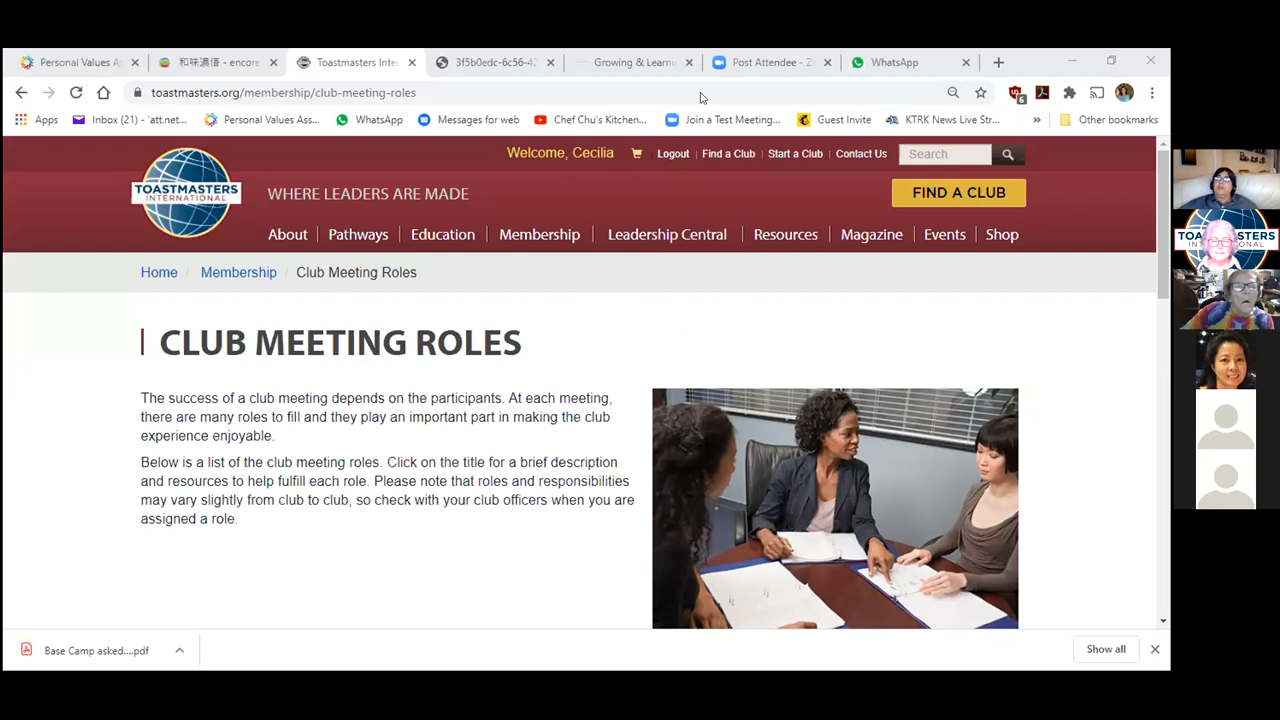 Personal Values As
和味濃倍 - encore
Toastmasters Inte
3f5b0edc-6c56-42
Growing & Learni
Post Attendee - Z
WhatsApp
toastmasters.org/membership/club-meeting-roles
6
Apps
Inbox (21) - 'att.net...
Personal Values Ass...
WhatsApp
Messages for web
Chef Chu's Kitchen...
Join a Test Meeting...
Guest Invite
KTRK News Live Str...
Other bookmarks
Welcome, Cecilia
Logout | Find a Club | Start a Club | Contact Us
Search
TOASTMASTERS
INTERNATIONAL
WHERE LEADERS ARE MADE
FIND A CLUB
About | Pathways | Education | Membership | Leadership Central | Resources | Magazine | Events | Shop
Home / Membership / Club Meeting Roles
CLUB MEETING ROLES
The success of a club meeting depends on the participants. At each meeting,
there are many roles to fill and they play an important part in making the club
experience enjoyable.
Below is a list of the club meeting roles. Click on the title for a brief description
and resources to help fulfill each role. Please note that roles and responsibilities
may vary slightly from club to club, so check with your club officers when you are
assigned a role.
Base Camp asked....pdf
Show all